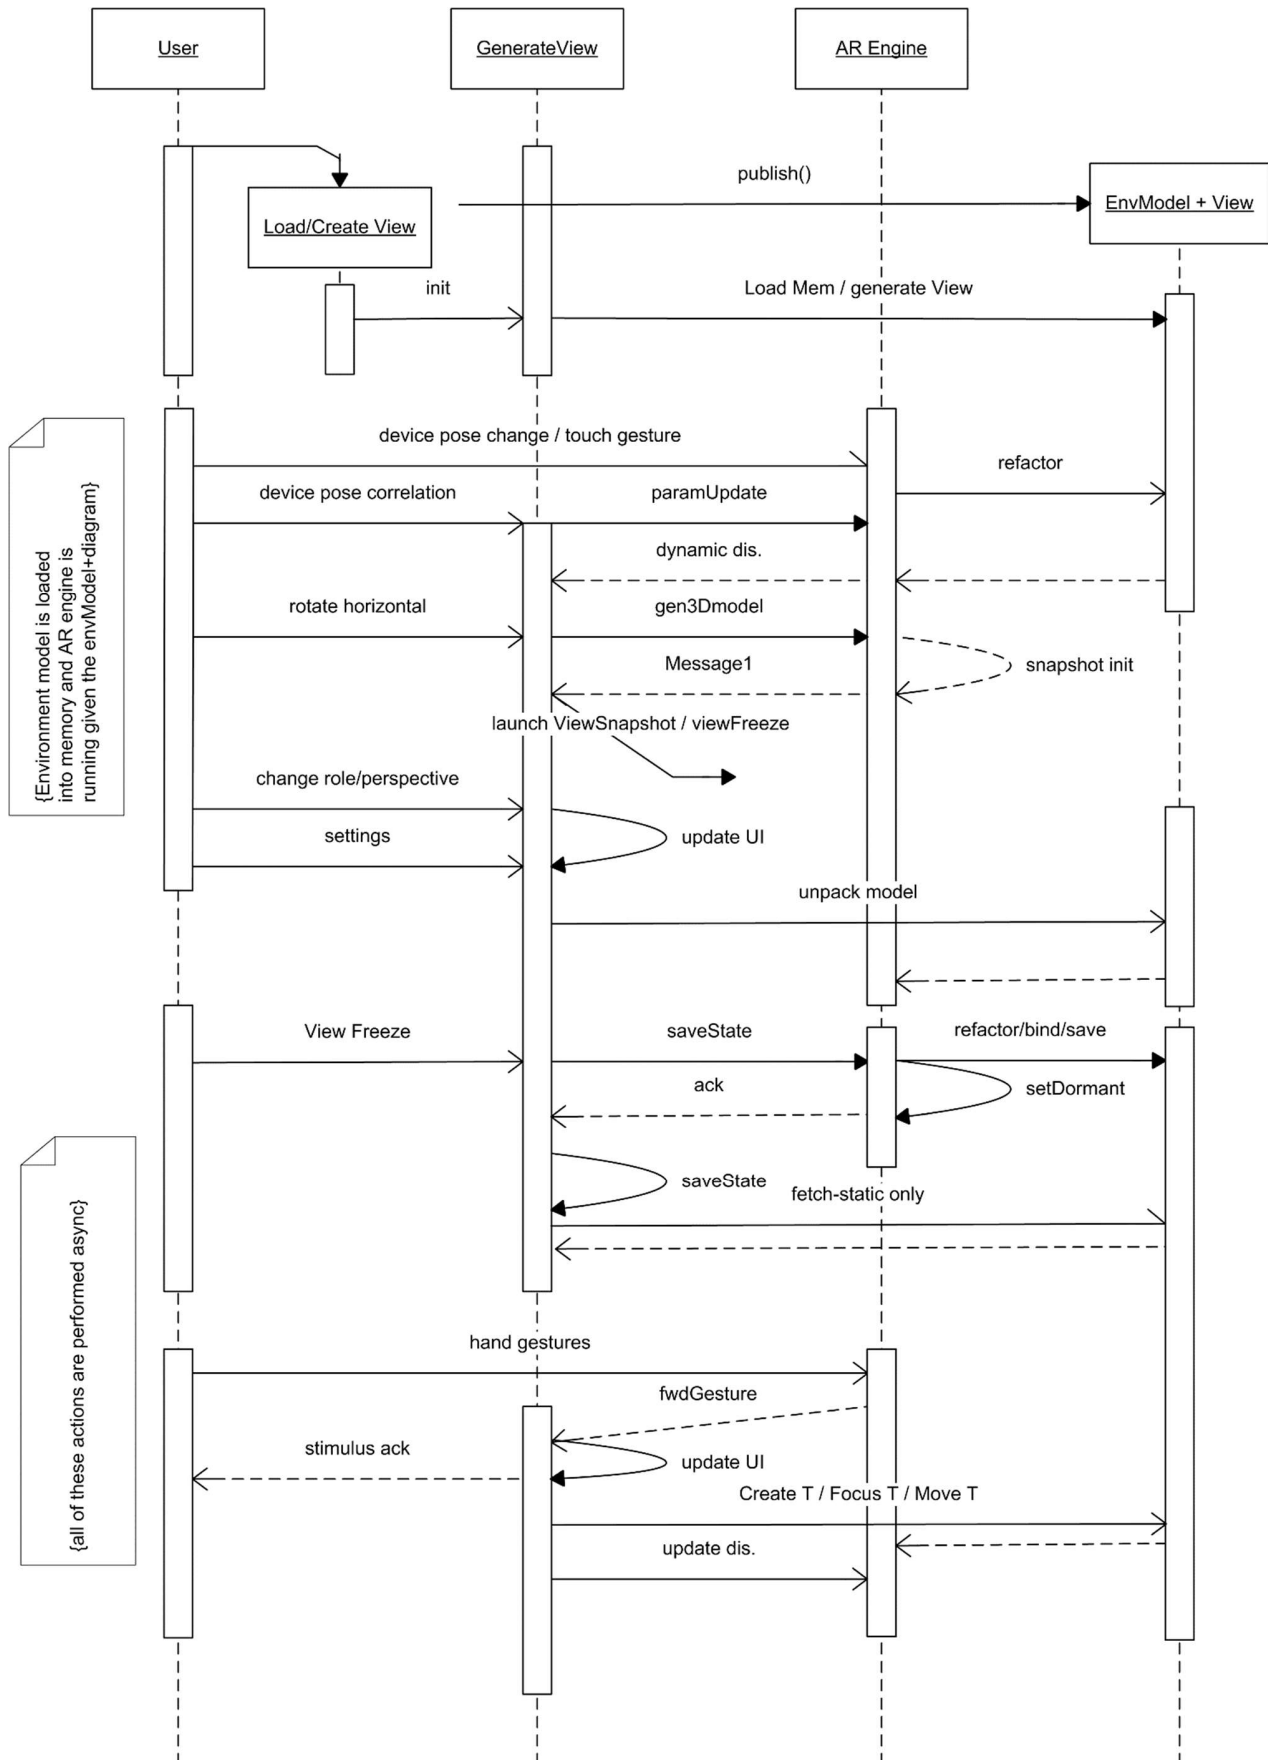 User
GenerateView
AR Engine
publish()
EnvModel + View
Load/Create View
init
Load Mem / generate View
{Environment model is loaded
into memory and AR engine is
running given the envModel+diagram}
device pose change / touch gesture
refactor
device pose correlation
paramUpdate
dynamic dis.
rotate horizontal
gen3Dmodel
Message1
snapshot init
launch ViewSnapshot / viewFreeze
change role/perspective
settings
update UI
unpack model
View Freeze
saveState
refactor/bind/save
ack
setDormant
{all of these actions are performed async}
saveState
fetch-static only
hand gestures
fwdGesture
stimulus ack
update UI
Create T / Focus T / Move T
update dis.